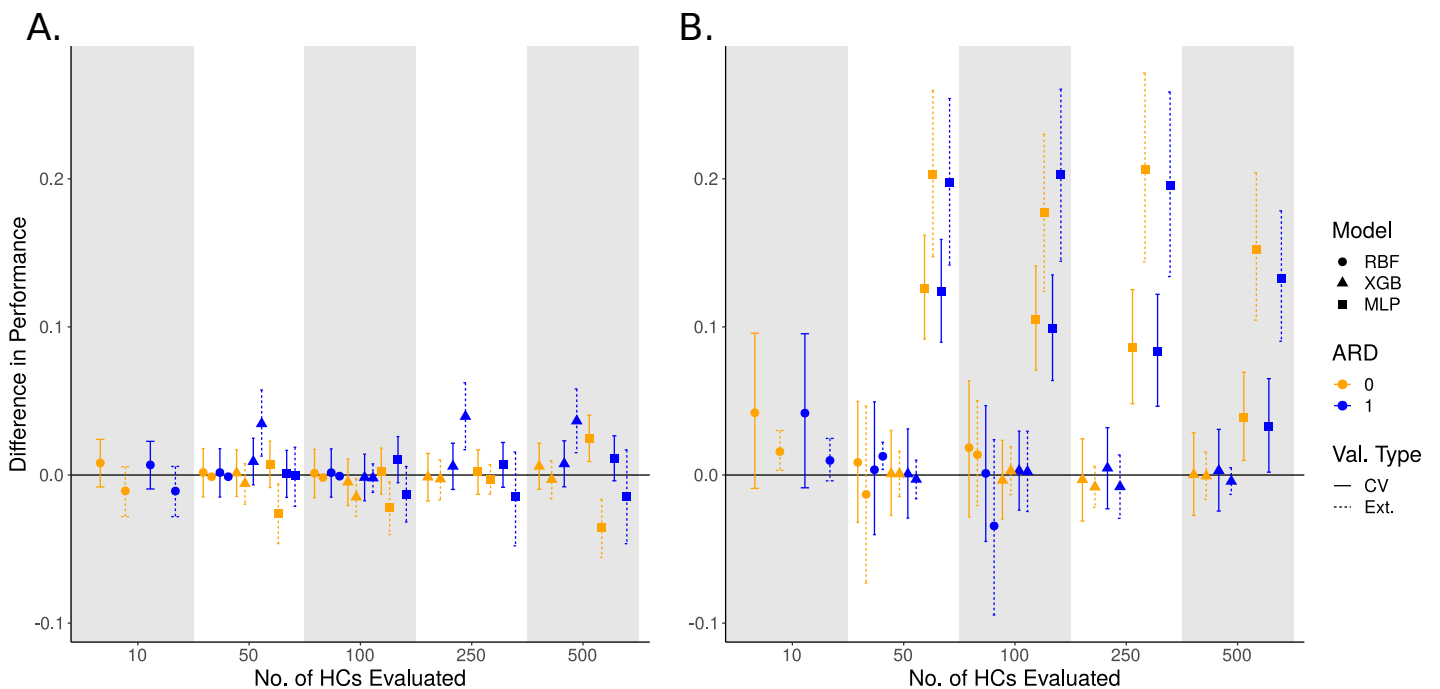 A.
B.
Difference in Performance
0.2
0.1
0.0
-0.1
10 50 100 250 500
No. of HCs Evaluated
0.2
0.1
0.0
-0.1
10 50 100 250 500
No. of HCs Evaluated
Model
RBF
XGB
MLP
ARD
0
1
Val. Type
CV
Ext.